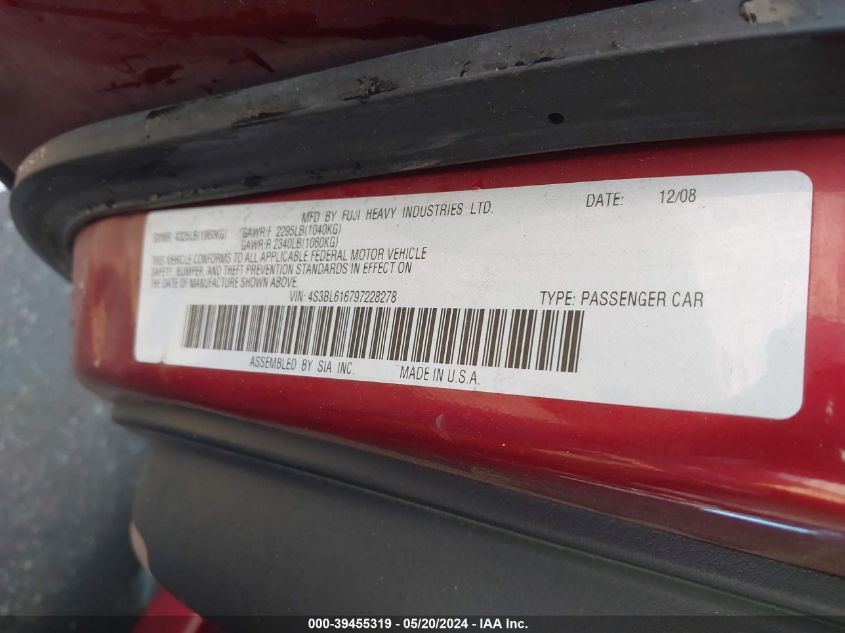 MFD BY FUJI HEAVY INDUSTRIES LTD. DATE: 12/08
GVWR: 4325LB(1960KG) GAWR:F 2295LB(1040KG)
GAWR:R 2340LB(1060KG)
THIS VEHICLE CONFORMS TO ALL APPLICABLE FEDERAL MOTOR VEHICLE
SAFETY, BUMPER, AND THEFT PREVENTION STANDARDS IN EFFECT ON
THE DATE OF MANUFACTURE SHOWN ABOVE.
VIN: 4S3BL616797228278 TYPE: PASSENGER CAR
ASSEMBLED BY SIA INC. MADE IN U.S.A.
000-39455319 - 05/20/2024 - IAA Inc.